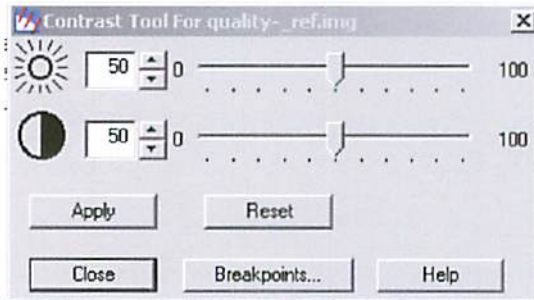 Contrast Tool For quality-_ref.img
50 0 100
50 0 100
Apply Reset
Close Breakpoints... Help